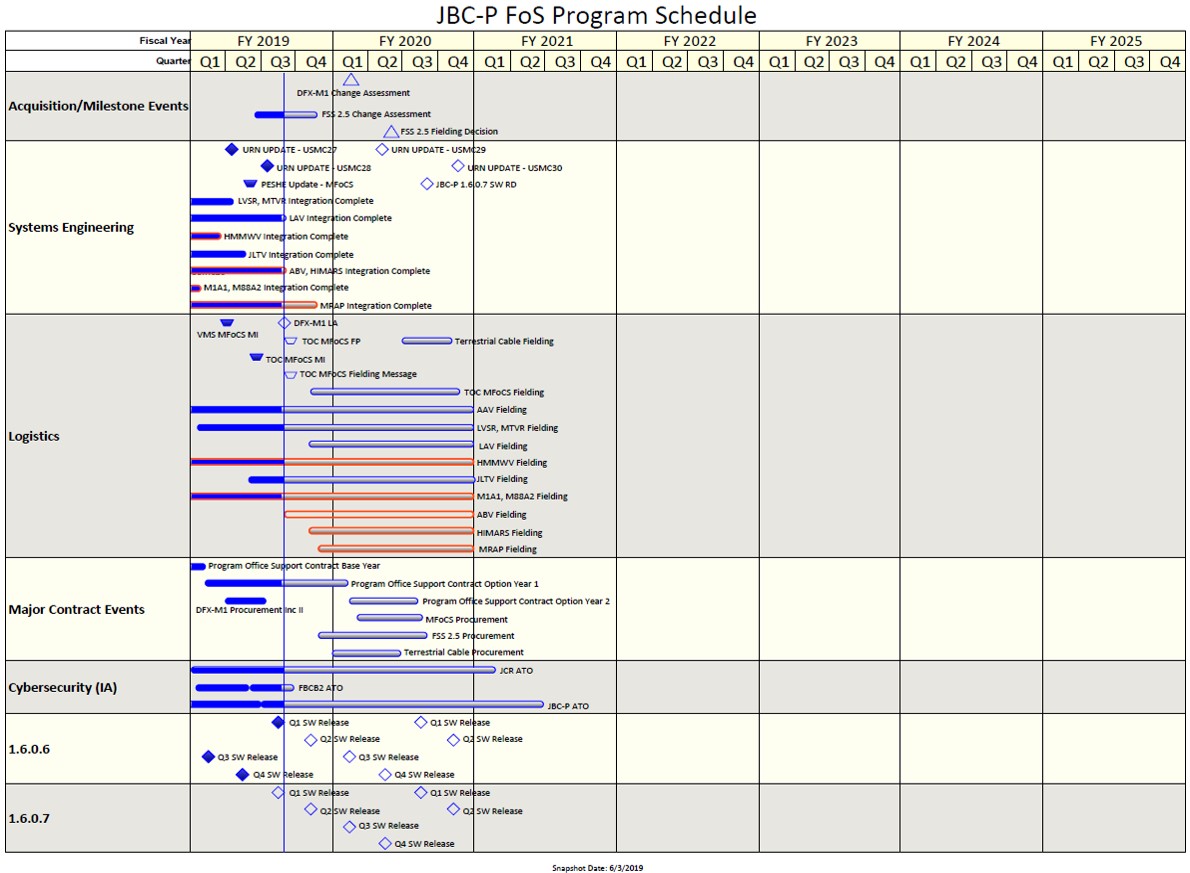 JBC-P FoS Program Schedule
Fiscal Year FY 2019 FY 2020 FY 2021 FY 2022 FY 2023 FY 2024 FY 2025
Quarter Q1 Q2 Q3 Q4 Q1 Q2 Q3 Q4 Q1 Q2 Q3 Q4 Q1 Q2 Q3 Q4 Q1 Q2 Q3 Q4 Q1 Q2 Q3 Q4 Q1 Q2 Q3 Q4
Acquisition/Milestone Events
DFX-M1 Change Assessment
FSS 2.5 Change Assessment
FSS 2.5 Fielding Decision
Systems Engineering
URN UPDATE - USMC27 URN UPDATE - USMC29
URN UPDATE - USMC28 URN UPDATE - USMC30
PESHE Update - MFoCS JBC-P 1.6.0.7 SW RD
LVSR, MTVR Integration Complete
LAV Integration Complete
HMMWV Integration Complete
JLTV Integration Complete
ABV, HIMARS Integration Complete
M1A1, M88A2 Integration Complete
MRAP Integration Complete
Logistics
VMS MFoCS MI DFX-M1 LA
TOC MFoCS FP Terrestrial Cable Fielding
TOC MFoCS MI
TOC MFoCS Fielding Message
TOC MFoCS Fielding
AAV Fielding
LVSR, MTVR Fielding
LAV Fielding
HMMWV Fielding
JLTV Fielding
M1A1, M88A2 Fielding
ABV Fielding
HIMARS Fielding
MRAP Fielding
Major Contract Events
Program Office Support Contract Base Year
Program Office Support Contract Option Year 1
DFX-M1 Procurement Inc II Program Office Support Contract Option Year 2
MFoCS Procurement
FSS 2.5 Procurement
Terrestrial Cable Procurement
Cybersecurity (IA)
JCR ATO
FBCB2 ATO
JBC-P ATO
1.6.0.6
Q1 SW Release Q1 SW Release
Q2 SW Release Q2 SW Release
Q3 SW Release Q3 SW Release
Q4 SW Release Q4 SW Release
1.6.0.7
Q1 SW Release Q1 SW Release
Q2 SW Release Q2 SW Release
Q3 SW Release
Q4 SW Release
Snapshot Date: 6/3/2019